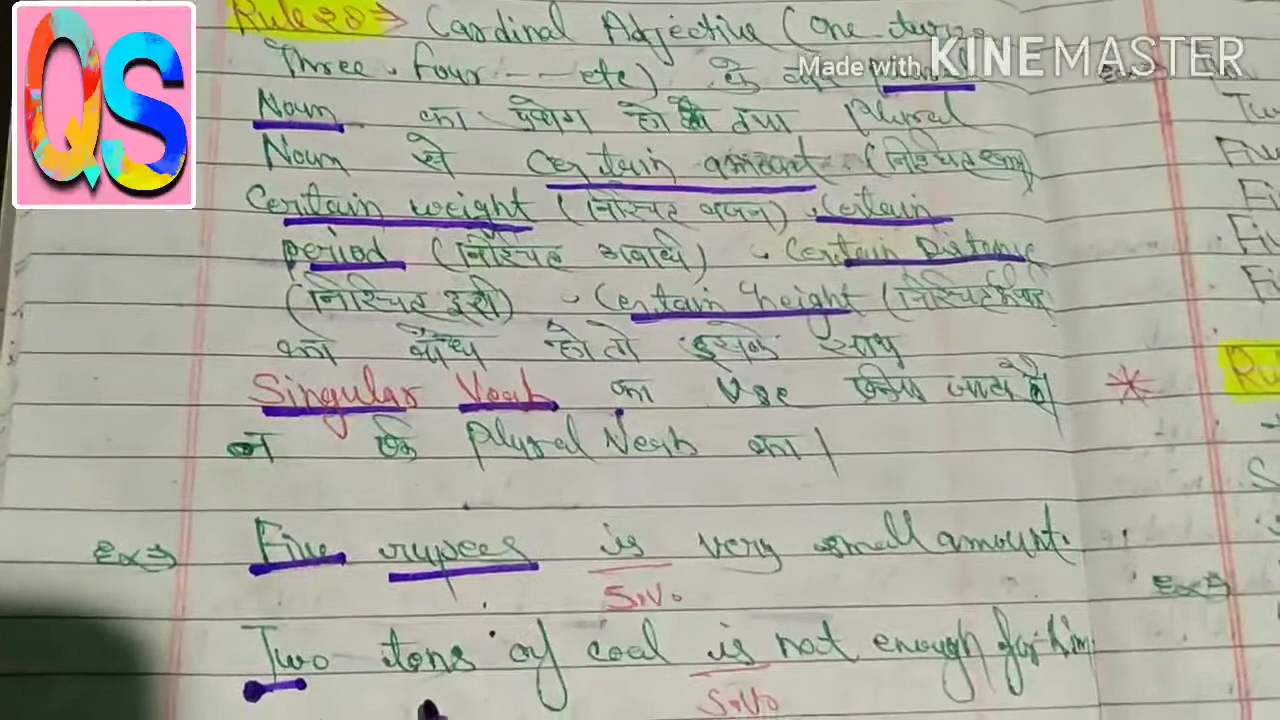 QS
Made with KINEMASTER
Rule 28 ⇒ Cardinal Adjective (One, two,
Three, four --- etc) के बाद
Noun का प्रयोग हो तथा Plural
Noun से Certain amount (निश्चित
Certain weight (निश्चित वजन), Certain
period (निश्चित अवधि), Certain Distance
(निश्चित दूरी), Certain height (निश्चित
का बोध हो तो इसके साथ
Singular Verb का Use किया जाता है
न कि Plural Verb का।
Ex ⇒ Five rupees is very small amount.
S.V.
Two tons of coal is not enough for him.
S.V.
Ex ⇒